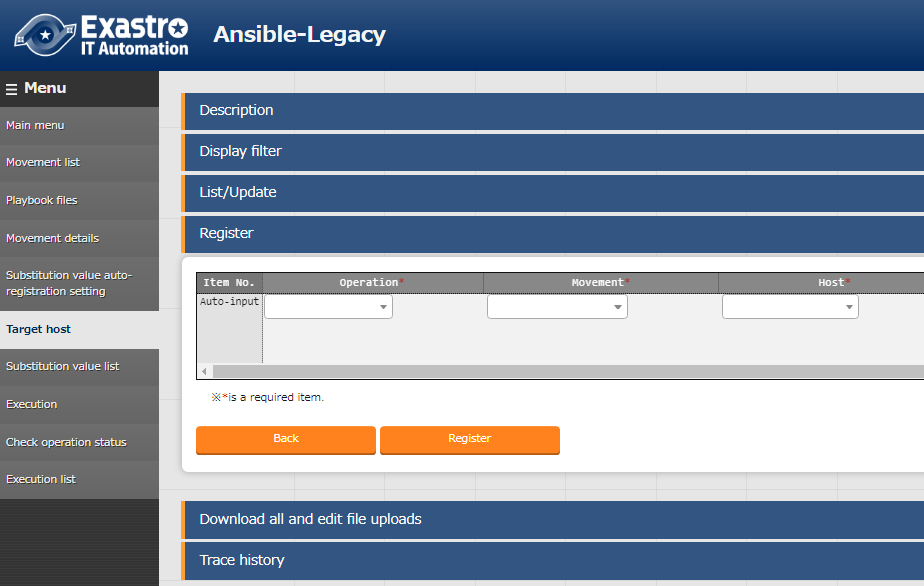 Exastro
IT Automation
Ansible-Legacy
Menu
Main menu
Movement list
Playbook files
Movement details
Substitution value auto-
registration setting
Target host
Substitution value list
Execution
Check operation status
Execution list
Description
Display filter
List/Update
Register
Item No. Operation* Movement* Host*
Auto-input
※*is a required item.
Back Register
Download all and edit file uploads
Trace history